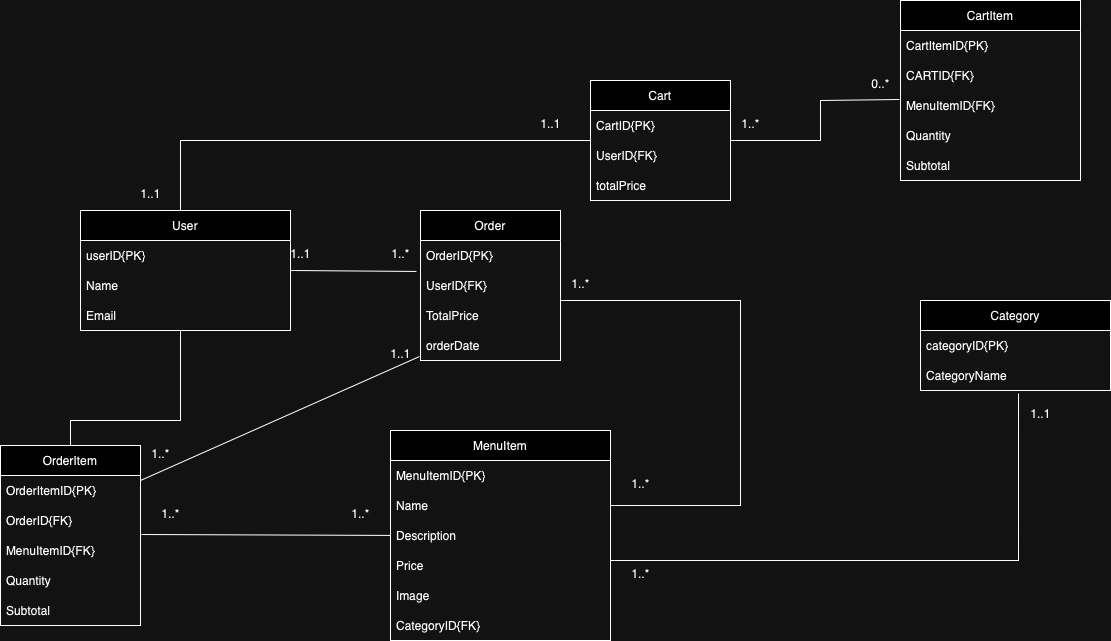 CartItem
CartItemID{PK}
CARTID{FK}
MenuItemID{FK}
Quantity
Subtotal
0..*
Cart
CartID{PK}
UserID{FK}
totalPrice
1..1
1..*
1..1
User
userID{PK}
Name
Email
1..1
1..*
Order
OrderID{PK}
UserID{FK}
TotalPrice
orderDate
1..*
1..1
Category
categoryID{PK}
CategoryName
1..1
OrderItem
OrderItemID{PK}
OrderID{FK}
MenuItemID{FK}
Quantity
Subtotal
1..*
1..*
1..*
MenuItem
MenuItemID{PK}
Name
Description
Price
Image
CategoryID{FK}
1..*
1..*